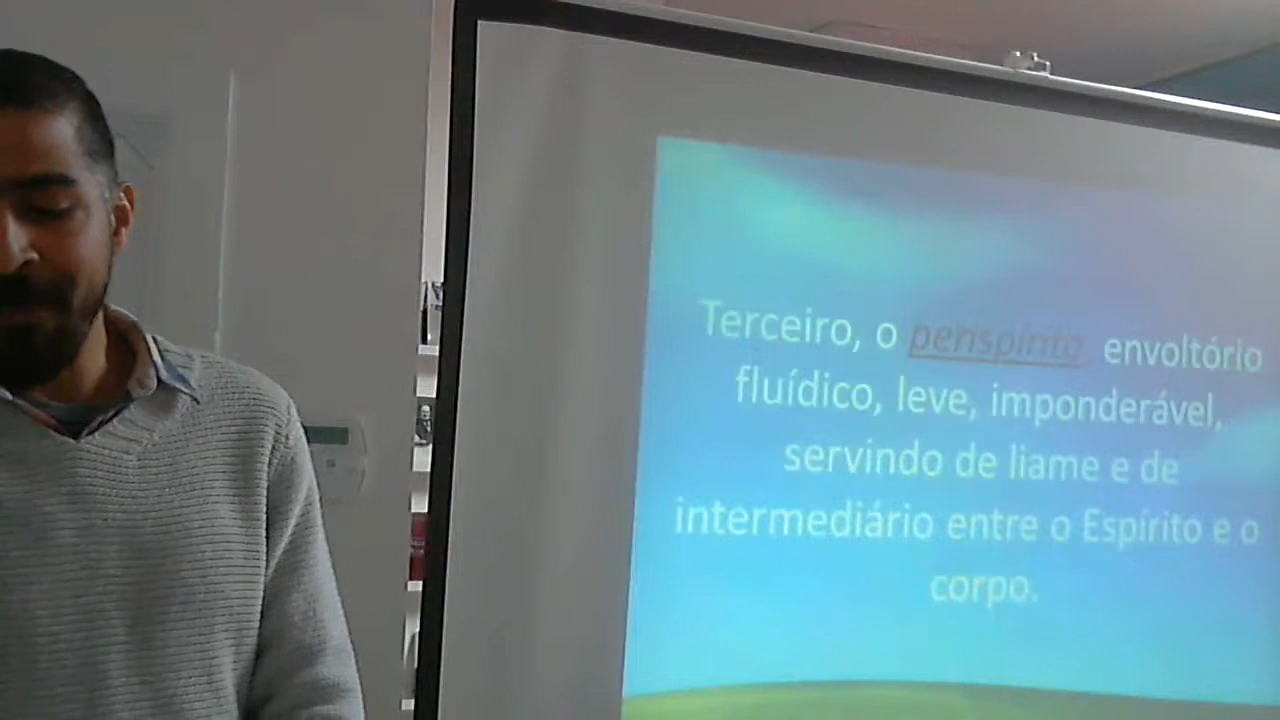 Terceiro, o perispírito, envoltório
fluídico, leve, imponderável,
servindo de liame e de
intermediário entre o Espírito e o
corpo.